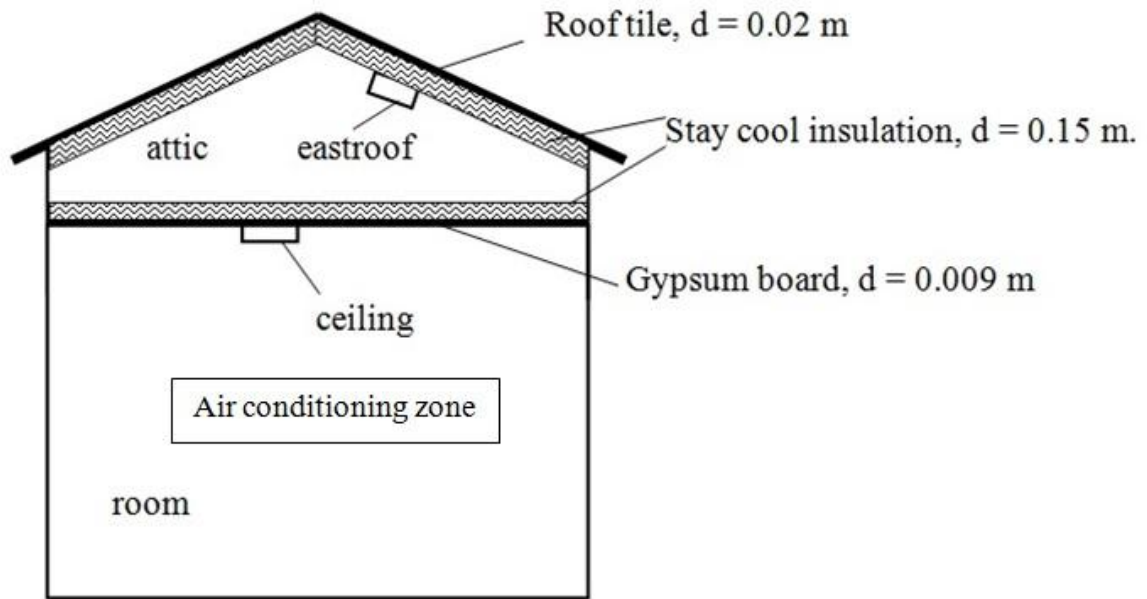 Roof tile, d = 0.02 m
Stay cool insulation, d = 0.15 m.
attic
eastroof
Gypsum board, d = 0.009 m
ceiling
Air conditioning zone
room